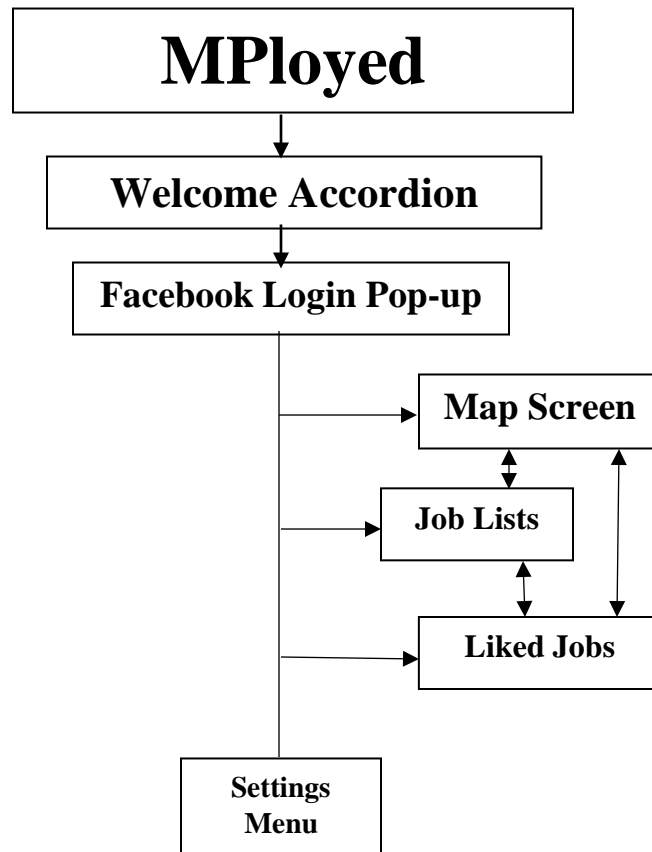 MPloyed
Welcome Accordion
Facebook Login Pop-up
Map Screen
Job Lists
Liked Jobs
Settings
Menu